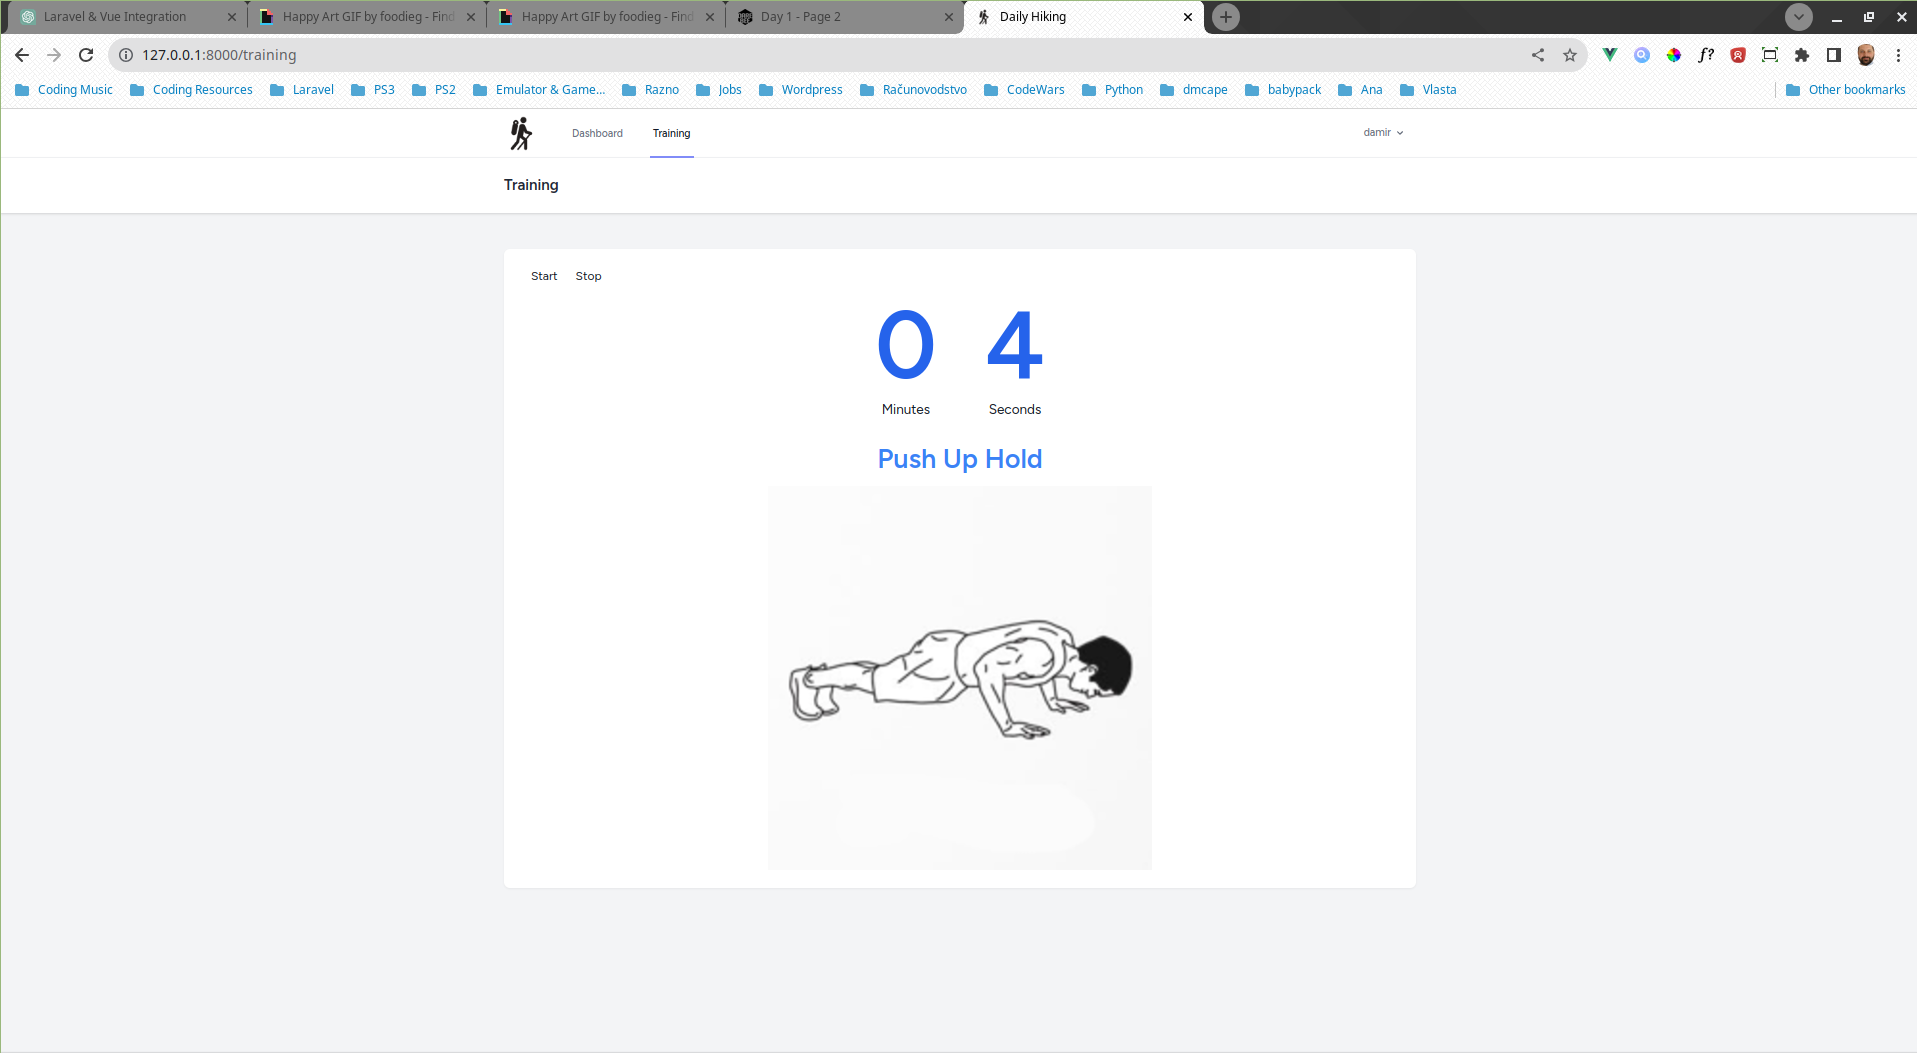 Laravel & Vue Integration
Happy Art GIF by foodieg - Find
Happy Art GIF by foodieg - Find
Day 1 - Page 2
Daily Hiking
127.0.0.1:8000/training
f?
Coding Music
Coding Resources
Laravel
PS3
PS2
Emulator & Game...
Razno
Jobs
Wordpress
Računovodstvo
CodeWars
Python
dmcape
babypack
Ana
Vlasta
Other bookmarks
Dashboard
Training
damir
Training
Start
Stop
0 4
Minutes Seconds
Push Up Hold